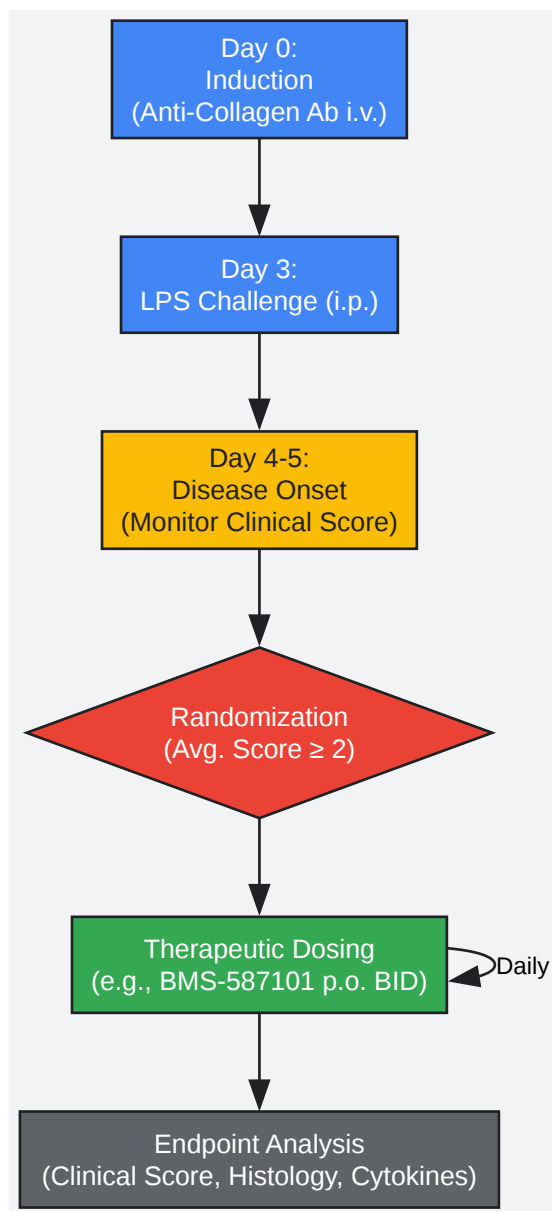 Day 0:
Induction
(Anti-Collagen Ab i.v.)
Day 3:
LPS Challenge (i.p.)
Day 4-5:
Disease Onset
(Monitor Clinical Score)
Randomization
(Avg. Score ≥ 2)
Therapeutic Dosing
(e.g., BMS-587101 p.o. BID)
Daily
Endpoint Analysis
(Clinical Score, Histology, Cytokines)